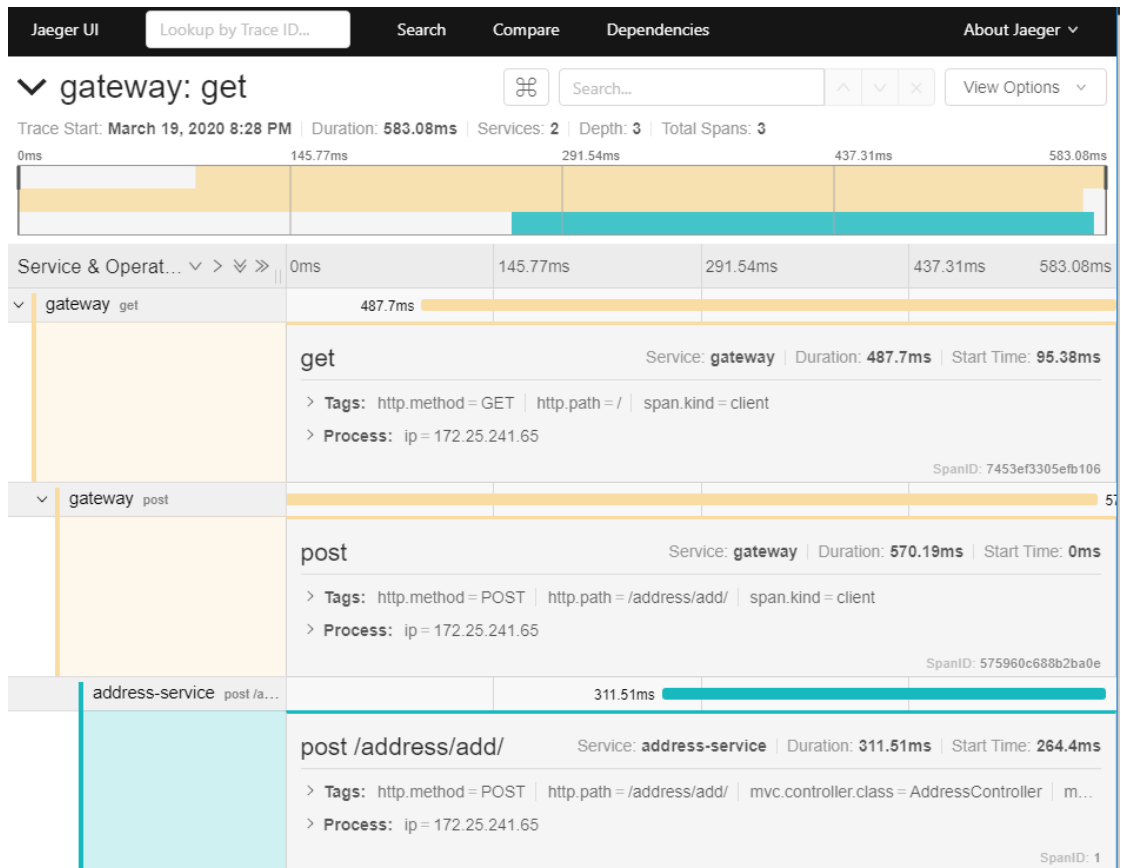 Jaeger UI Lookup by Trace ID... Search Compare Dependencies About Jaeger
gateway: get Search... View Options
Trace Start: March 19, 2020 8:28 PM Duration: 583.08ms Services: 2 Depth: 3 Total Spans: 3
0ms 145.77ms 291.54ms 437.31ms 583.08ms
Service & Operat... 0ms 145.77ms 291.54ms 437.31ms 583.08ms
gateway get 487.7ms
get Service: gateway Duration: 487.7ms Start Time: 95.38ms
Tags: http.method = GET http.path = / span.kind = client
Process: ip = 172.25.241.65
SpanID: 7453ef3305efb106
gateway post 57
post Service: gateway Duration: 570.19ms Start Time: 0ms
Tags: http.method = POST http.path = /address/add/ span.kind = client
Process: ip = 172.25.241.65
SpanID: 575960c688b2ba0e
address-service post /a... 311.51ms
post /address/add/ Service: address-service Duration: 311.51ms Start Time: 264.4ms
Tags: http.method = POST http.path = /address/add/ mvc.controller.class = AddressController m...
Process: ip = 172.25.241.65
SpanID: 1